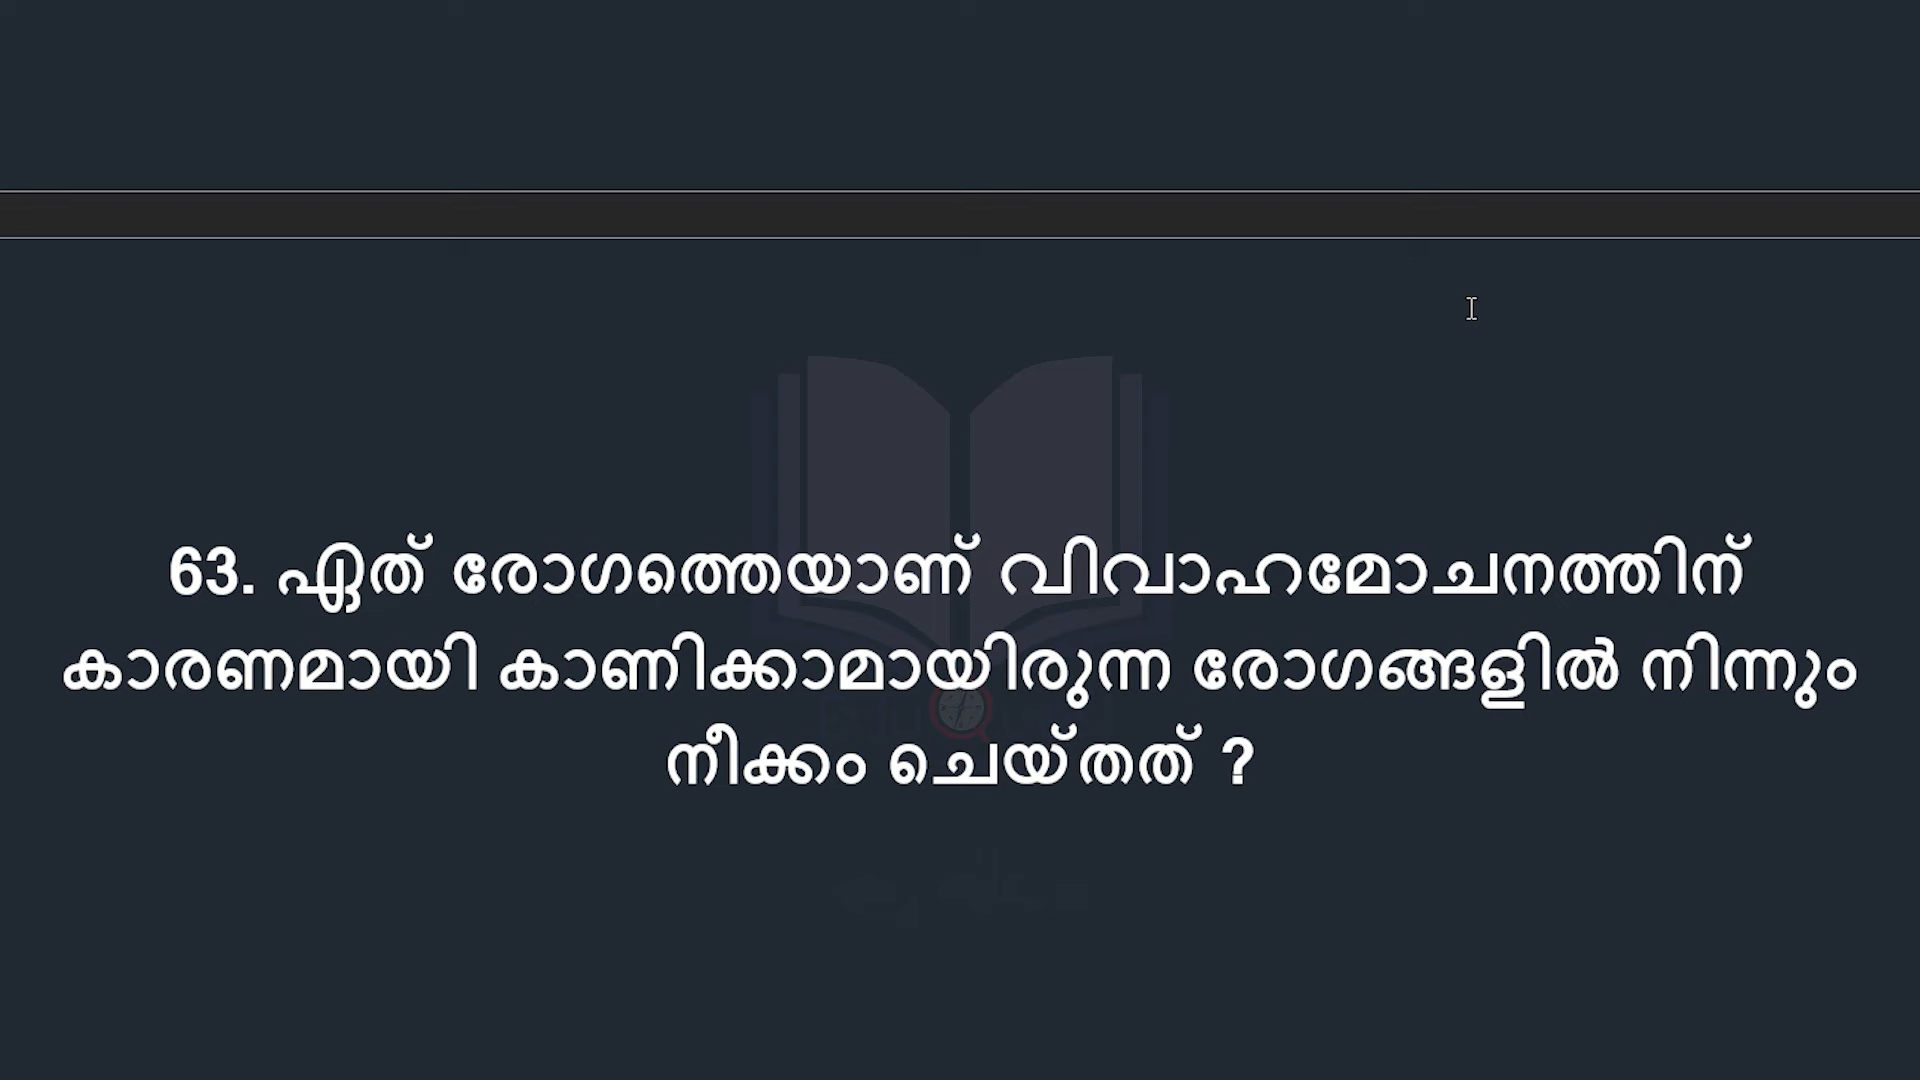 63. ഏത് രോഗത്തെയാണ് വിവാഹമോചനത്തിന്
കാരണമായി കാണിക്കാമായിരുന്ന രോഗങ്ങളിൽ നിന്നും
നീക്കം ചെയ്തത് ?